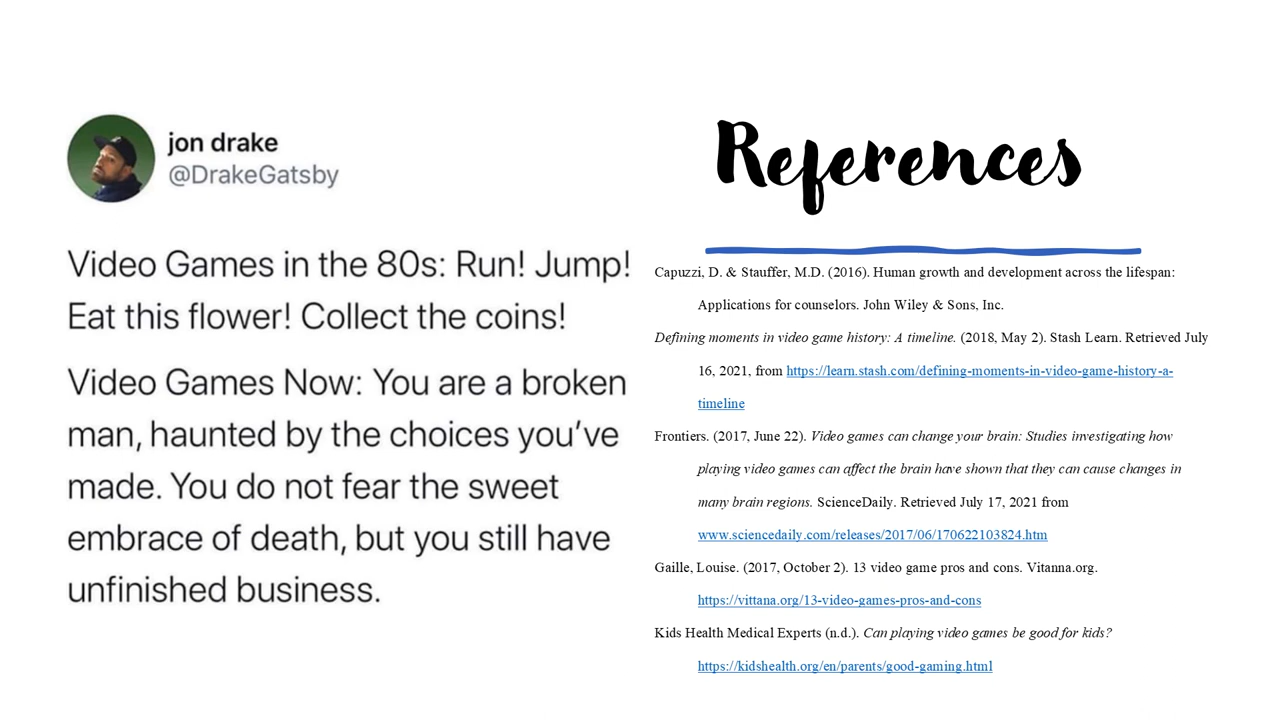 jon drake
@DrakeGatsby
Video Games in the 80s: Run! Jump!
Eat this flower! Collect the coins!
Video Games Now: You are a broken
man, haunted by the choices you’ve
made. You do not fear the sweet
embrace of death, but you still have
unfinished business.
References
Capuzzi, D. & Stauffer, M.D. (2016). Human growth and development across the lifespan:
Applications for counselors. John Wiley & Sons, Inc.
Defining moments in video game history: A timeline. (2018, May 2). Stash Learn. Retrieved July
16, 2021, from https://learn.stash.com/defining-moments-in-video-game-history-a-
timeline
Frontiers. (2017, June 22). Video games can change your brain: Studies investigating how
playing video games can affect the brain have shown that they can cause changes in
many brain regions. ScienceDaily. Retrieved July 17, 2021 from
www.sciencedaily.com/releases/2017/06/170622103824.htm
Gaille, Louise. (2017, October 2). 13 video game pros and cons. Vitanna.org.
https://vittana.org/13-video-games-pros-and-cons
Kids Health Medical Experts (n.d.). Can playing video games be good for kids?
https://kidshealth.org/en/parents/good-gaming.html